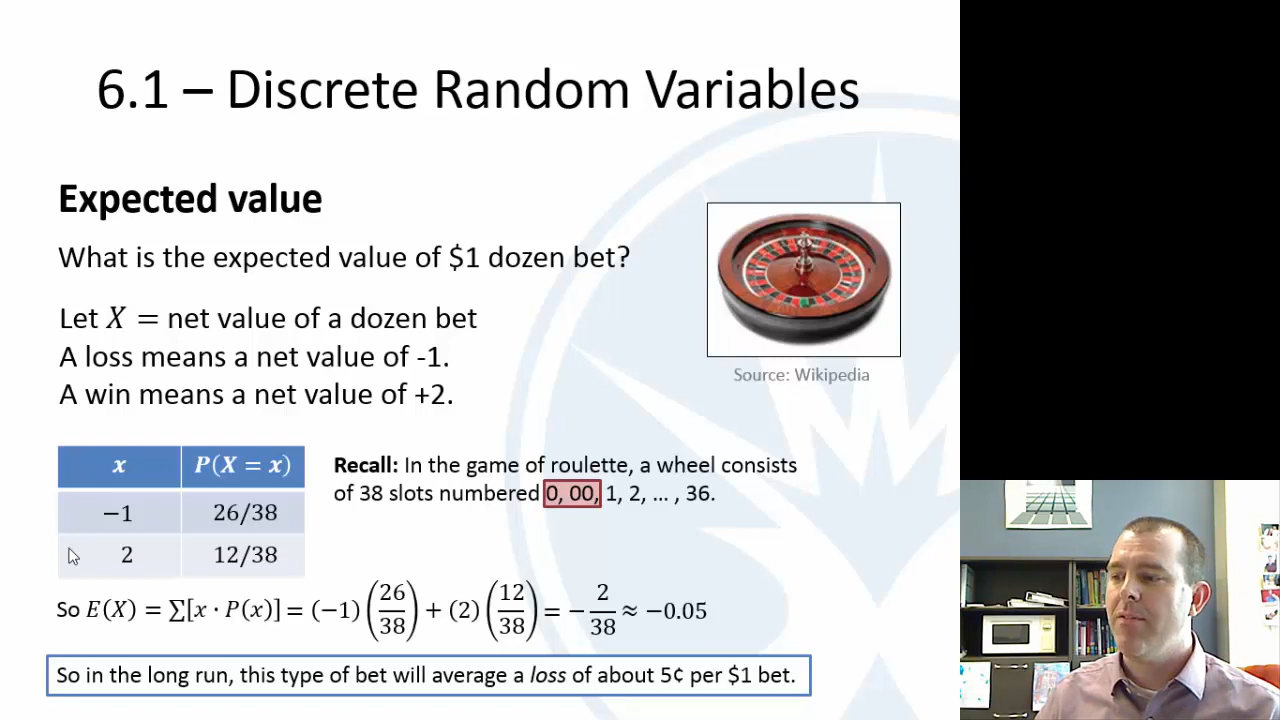 6.1 – Discrete Random Variables
Expected value
What is the expected value of $1 dozen bet?
Let X = net value of a dozen bet
A loss means a net value of -1.
A win means a net value of +2.
Source: Wikipedia
x P(X = x)
−1 26/38
2 12/38
Recall: In the game of roulette, a wheel consists
of 38 slots numbered 0, 00, 1, 2, … , 36.
So E(X) = ∑[x · P(x)] = (−1)(26/38) + (2)(12/38) = −2/38 ≈ −0.05
So in the long run, this type of bet will average a loss of about 5¢ per $1 bet.